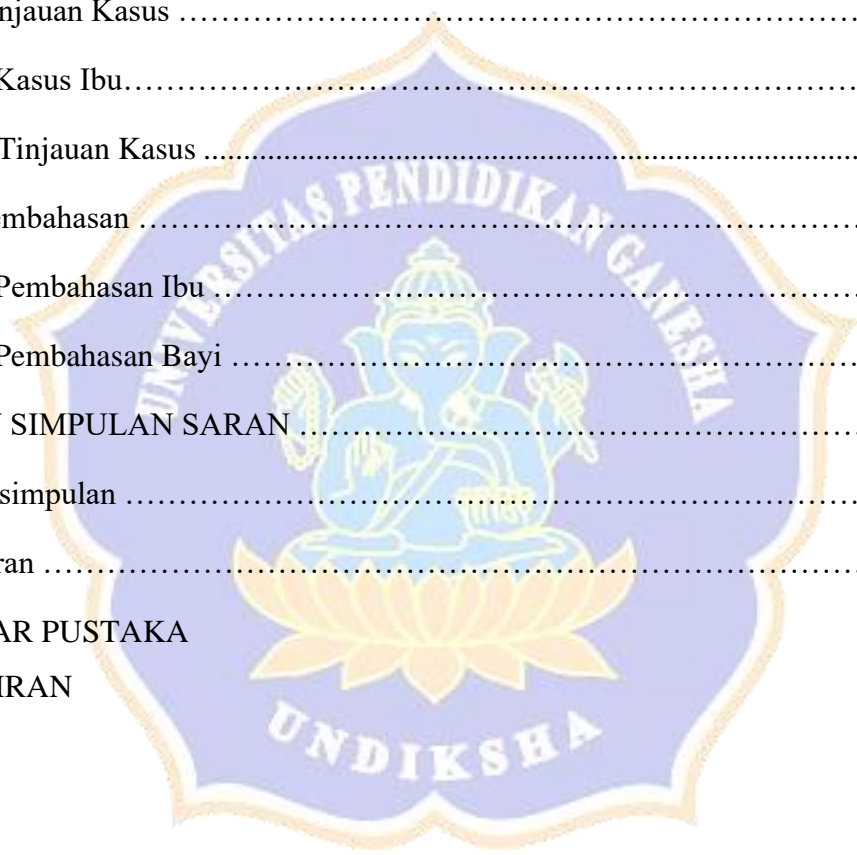 njauan Kasus ………………………………………………………
Kasus Ibu……………………………………………………………
Tinjauan Kasus ....................................................................................
embahasan ……………………………………………………………
Pembahasan Ibu ……………………………………………………
Pembahasan Bayi ……………………………………………………
SIMPULAN SARAN ………………………………………………
simpulan ………………………………………………………………
ran ………………………………………………………………………
AR PUSTAKA
IRAN
UNIVERSITAS PENDIDIKAN GANESHA
UNDIKSHA